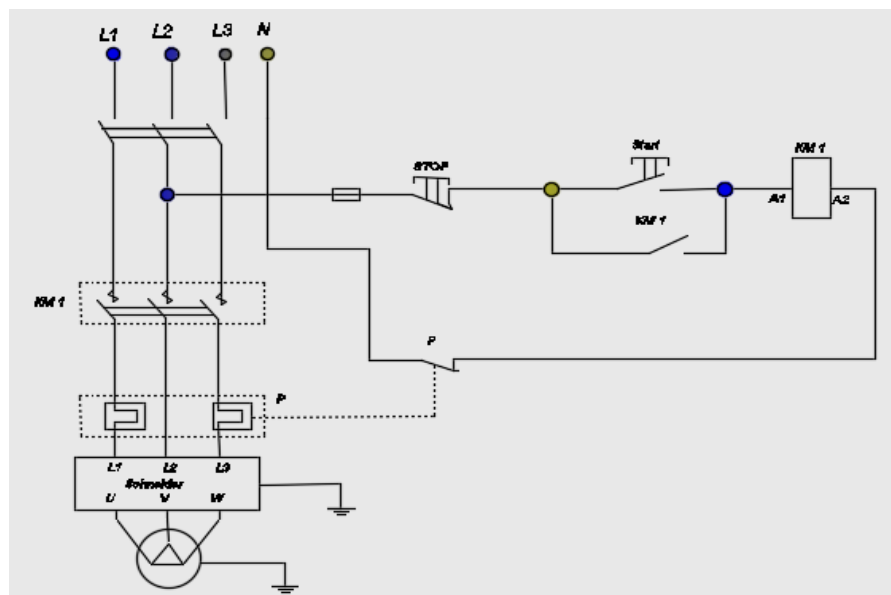 L1 L2 L3 N
STOP
Start
KM 1
A1 A2
KM 1
KM 1
P
P
L1 L2 L3
Schneider
U V W